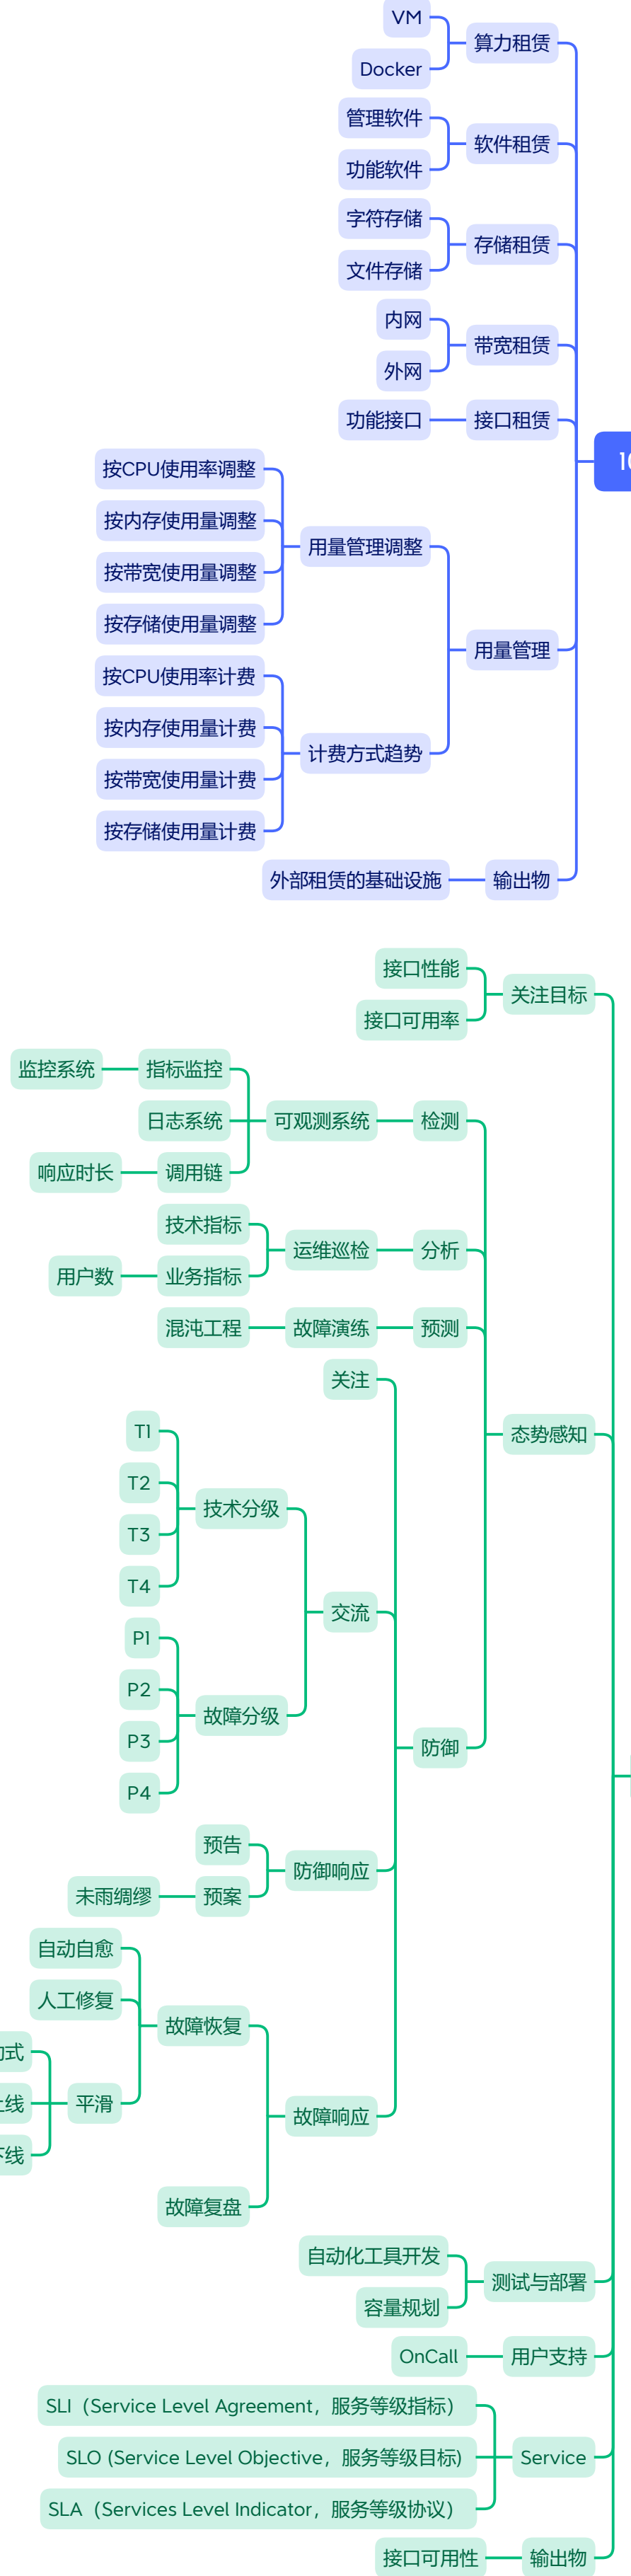 VM
算力租赁
Docker
管理软件
软件租赁
功能软件
字符存储
存储租赁
文件存储
内网
带宽租赁
外网
功能接口
接口租赁
10
按CPU使用率调整
按内存使用量调整
用量管理调整
按带宽使用量调整
按存储使用量调整
用量管理
按CPU使用率计费
按内存使用量计费
计费方式趋势
按带宽使用量计费
按存储使用量计费
外部租赁的基础设施
输出物
接口性能
关注目标
接口可用率
监控系统
指标监控
日志系统
可观测系统
检测
响应时长
调用链
技术指标
运维巡检
分析
用户数
业务指标
混沌工程
故障演练
预测
关注
态势感知
T1
T2
技术分级
T3
T4
交流
P1
P2
故障分级
P3
P4
防御
预告
防御响应
未雨绸缪
预案
自动自愈
人工修复
故障恢复
式
上线
平滑
下线
故障响应
故障复盘
自动化工具开发
测试与部署
容量规划
OnCall
用户支持
SLI（Service Level Agreement，服务等级指标）
SLO (Service Level Objective，服务等级目标)
Service
SLA（Services Level Indicator，服务等级协议）
接口可用性
输出物